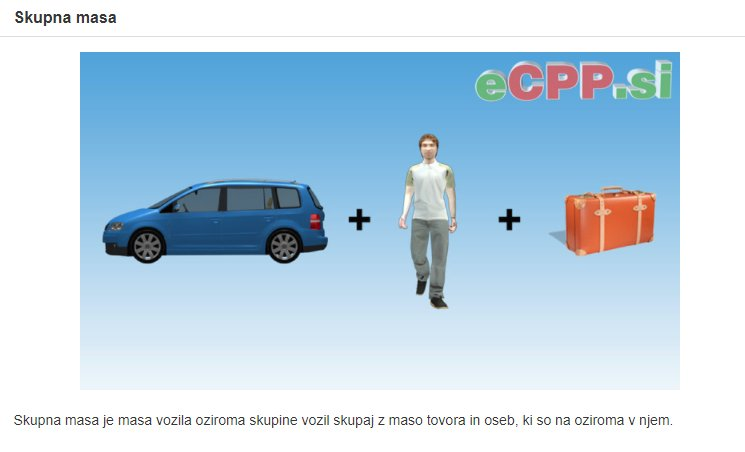 Skupna masa
eCPP.si
Skupna masa je masa vozila oziroma skupine vozil skupaj z maso tovora in oseb, ki so na oziroma v njem.